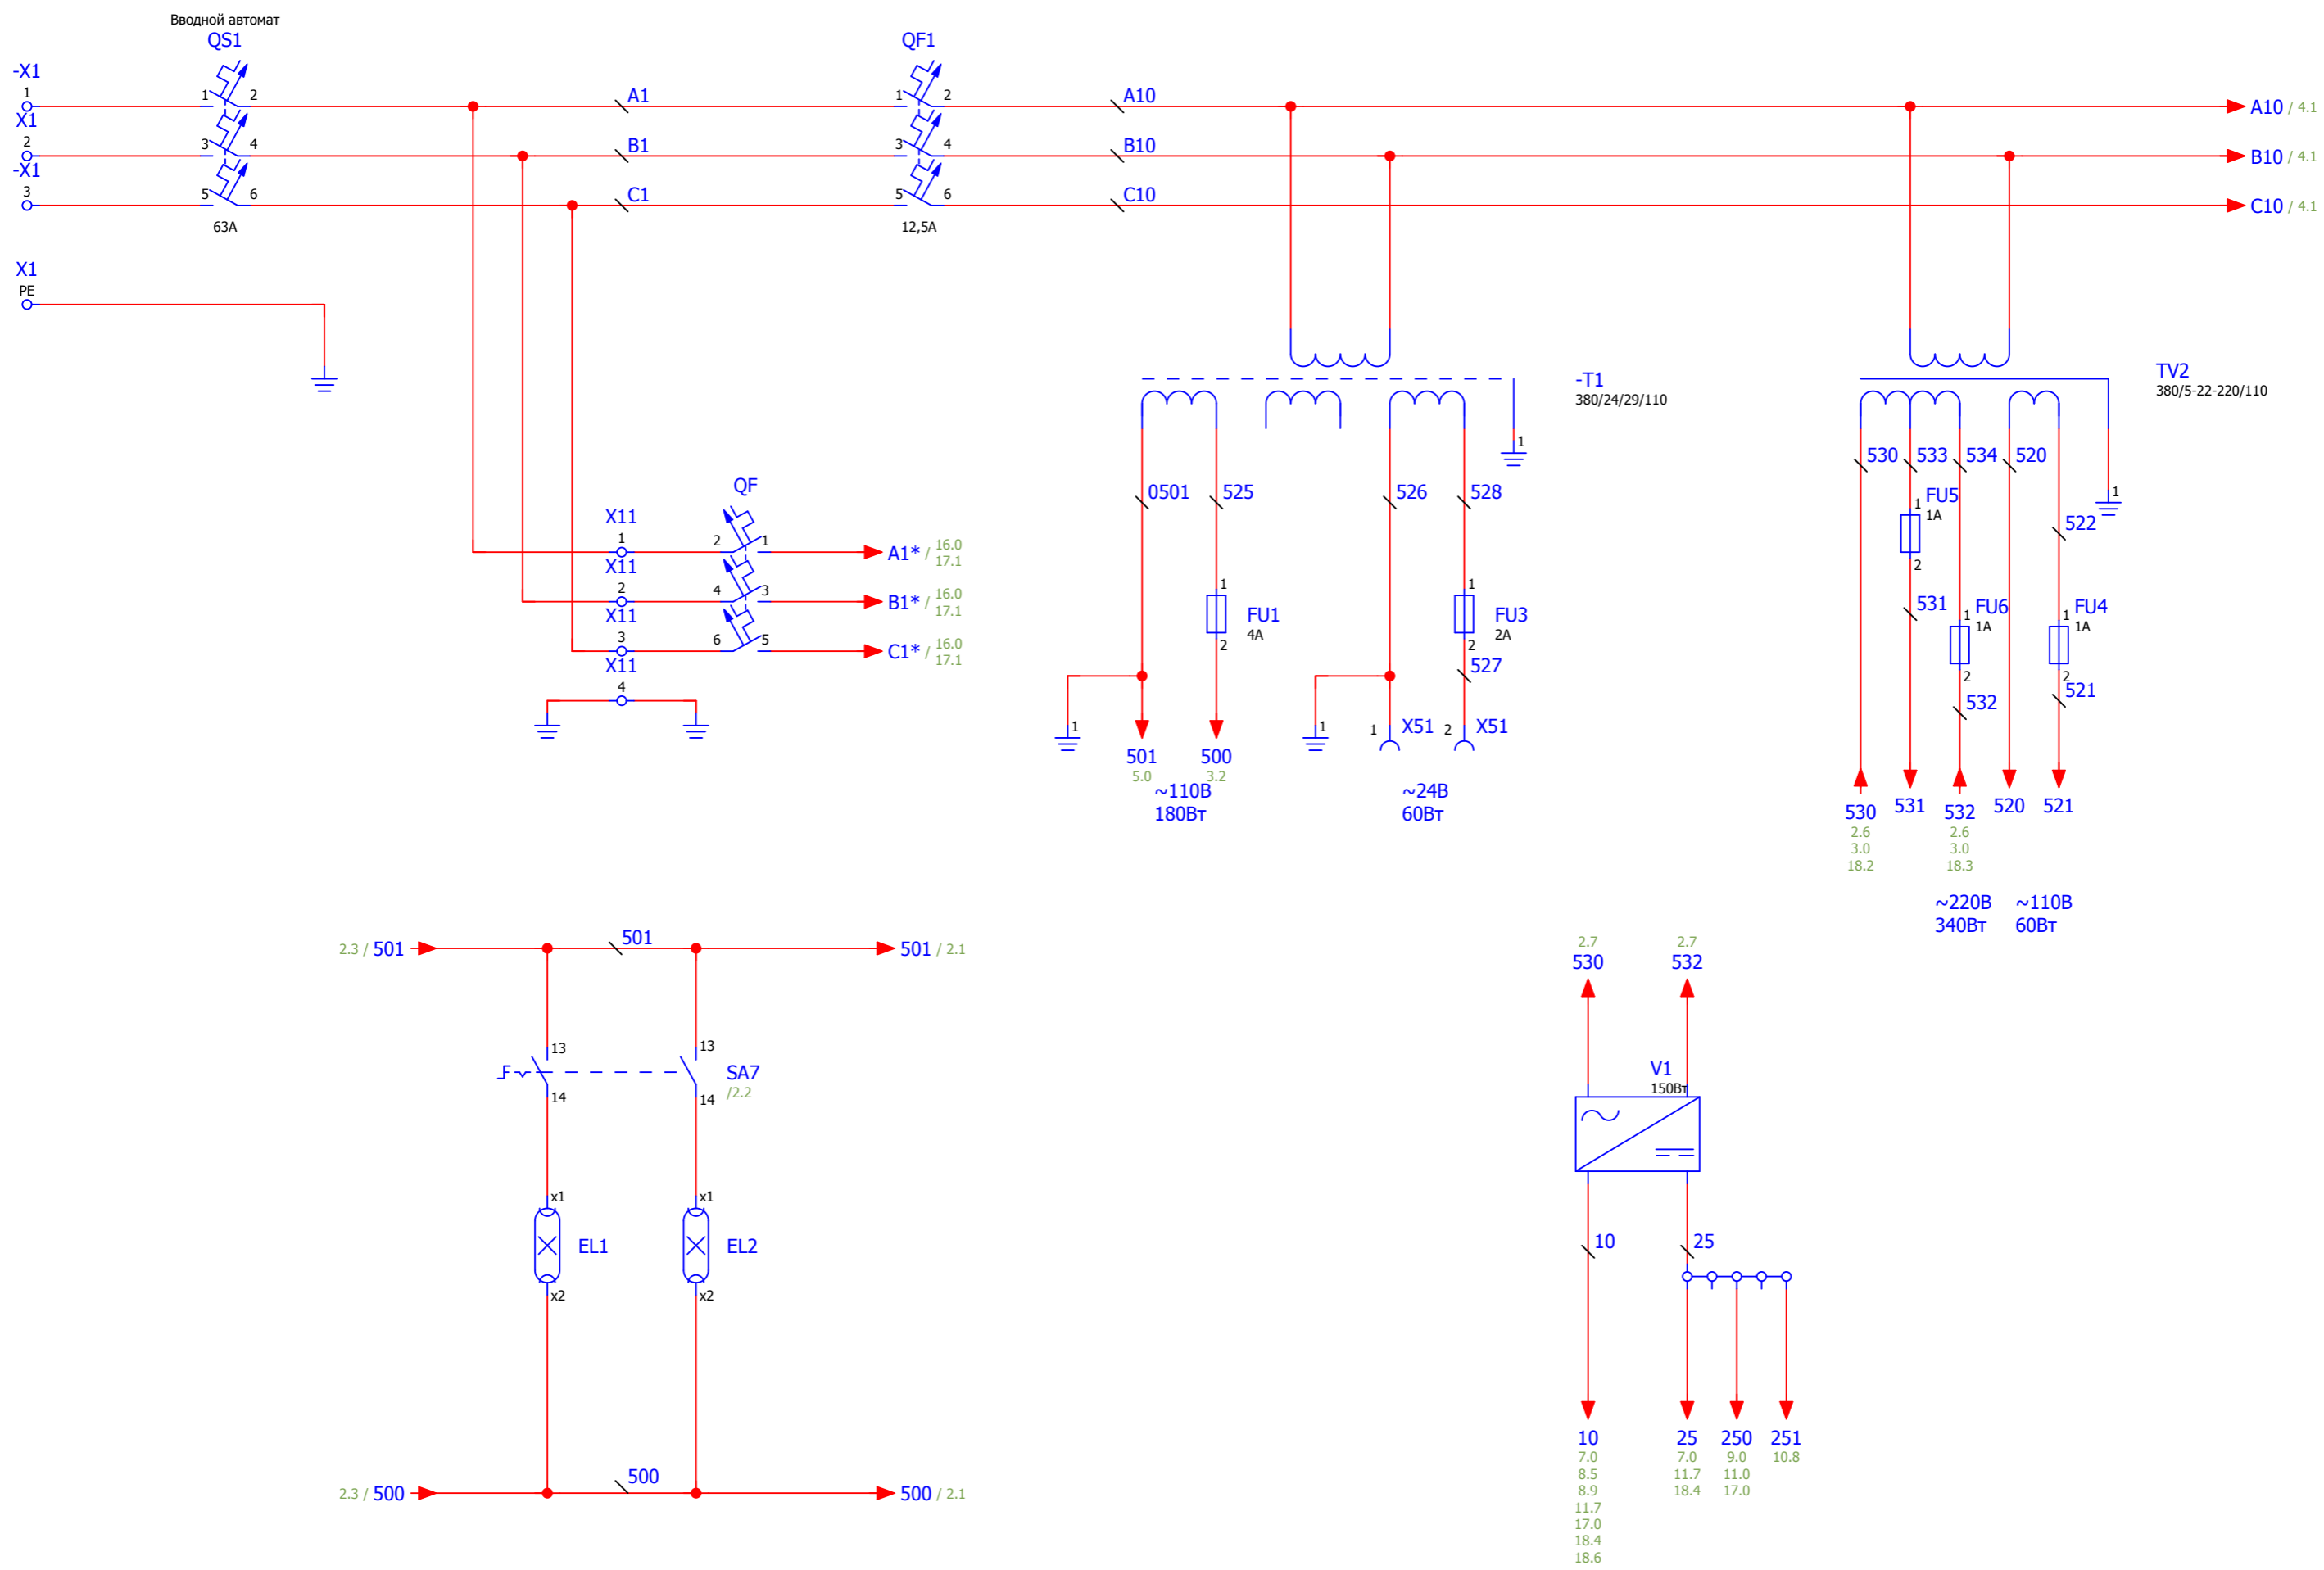 Вводной автомат
QS1
QF1
-X1
1
1
2
A1
1
2
A10
A10 / 4.1
X1
2
3
4
B1
3
4
B10
B10 / 4.1
-X1
3
5
6
C1
5
6
C10
C10 / 4.1
63А
12,5А
X1
PE
-T1
380/24/29/110
TV2
380/5-22-220/110
1
530
533
534
520
0501
525
526
528
1
FU5
1
1A
2
522
QF
X11
1
2
1
A1* / 16.0
17.1
X11
2
4
3
B1* / 16.0
17.1
X11
3
6
5
C1* / 16.0
17.1
X11
4
1
FU1
4A
2
1
FU3
2A
2
527
531
1
FU6
1A
2
532
1
FU4
1A
2
521
1
1
1
X51
2
X51
501
5.0
500
3.2
~110В
180Вт
~24В
60Вт
530
2.6
3.0
18.2
531
532
2.6
3.0
18.3
520
521
~220В
340Вт
~110В
60Вт
2.3 / 501
501
501 / 2.1
2.7
530
2.7
532
13
13
14
14
SA7
/2.2
V1
150Вт
x1
x1
EL1
EL2
x2
x2
10
25
2.3 / 500
500
500 / 2.1
10
7.0
8.5
8.9
11.7
17.0
18.4
18.6
25
7.0
11.7
18.4
250
9.0
11.0
17.0
251
10.8